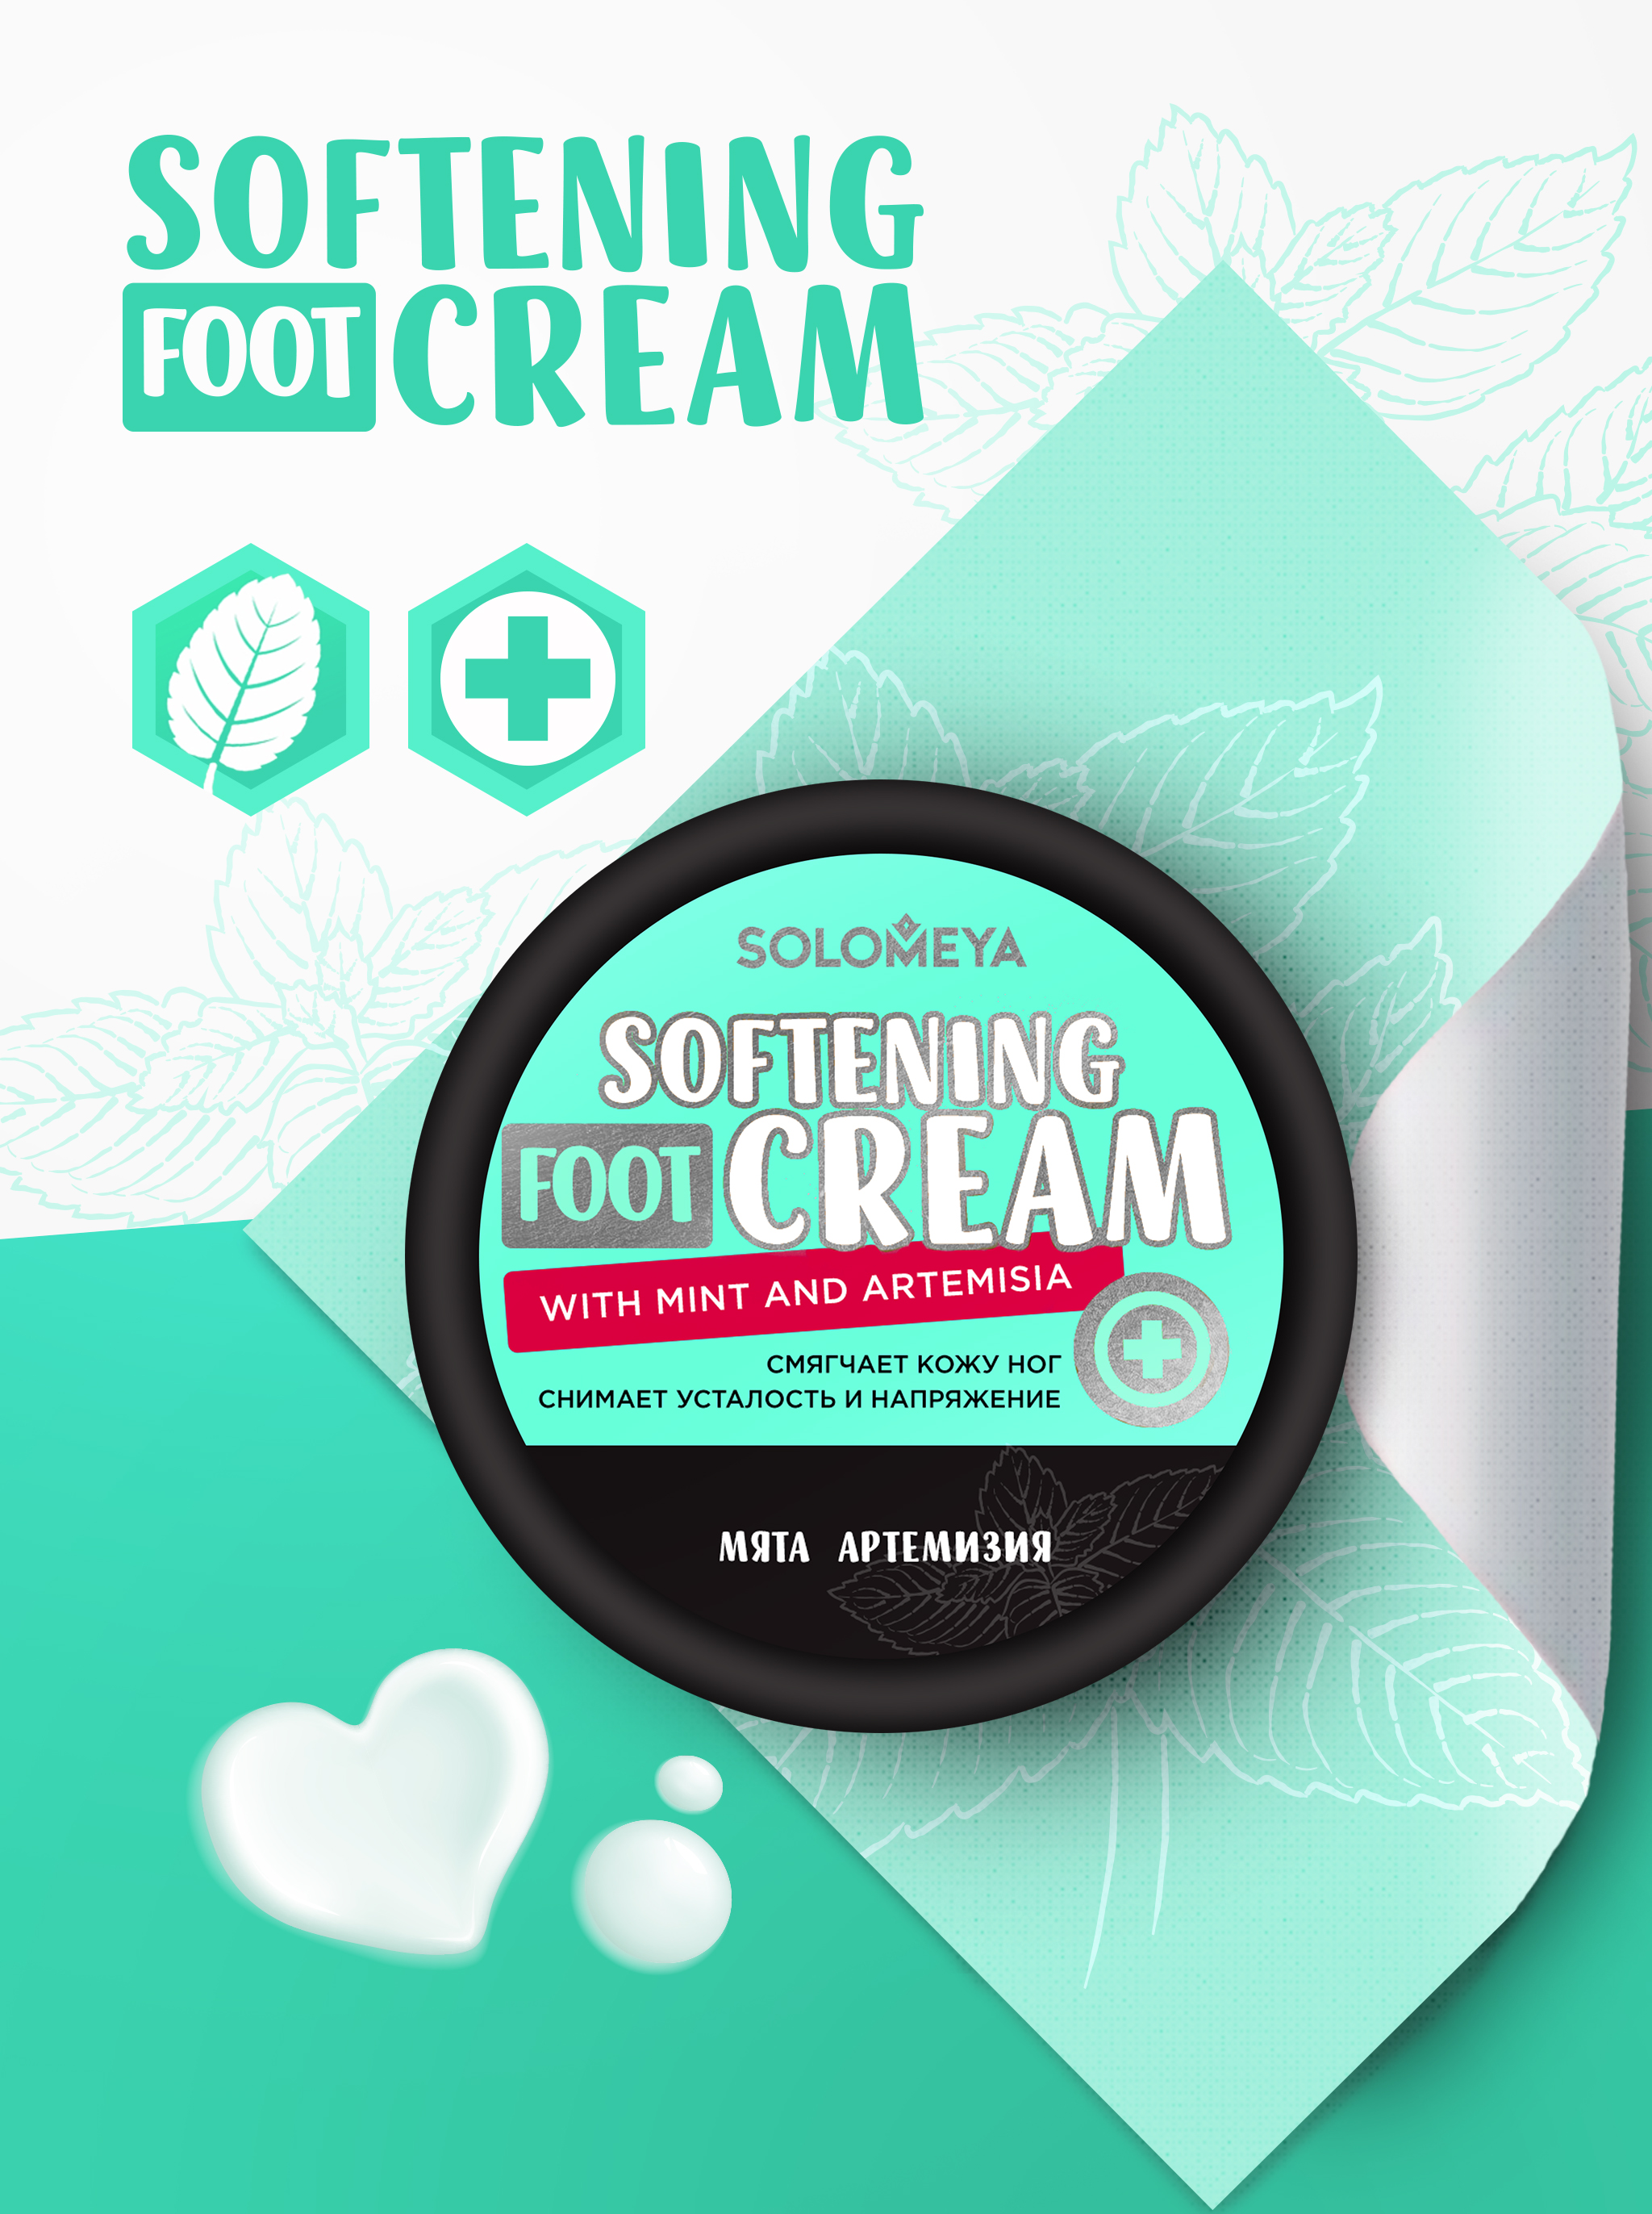 SOFTENING
FOOT CREAM
SOLOMEYA
SOFTENING
FOOT CREAM
WITH MINT AND ARTEMISIA
СМЯГЧАЕТ КОЖУ НОГ
СНИМАЕТ УСТАЛОСТЬ И НАПРЯЖЕНИЕ
МЯТА АРТЕМИЗИЯ